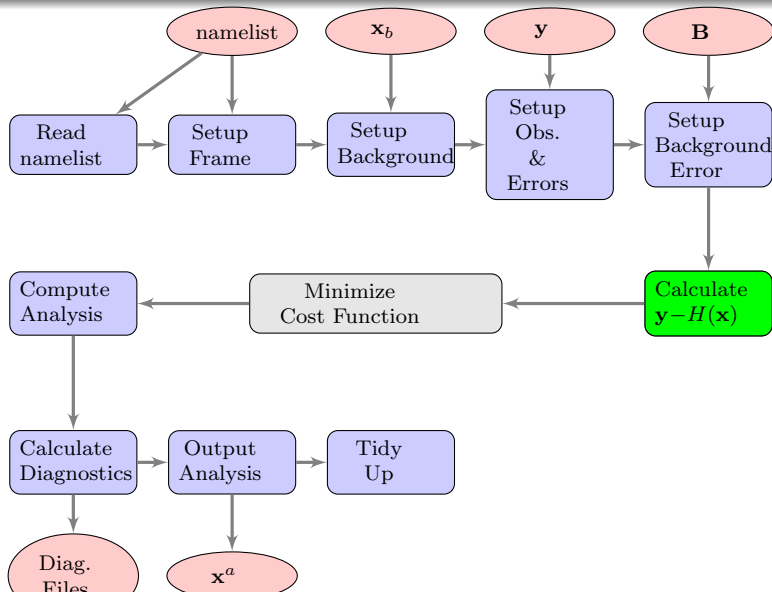 namelist
x_b
y
B
Read
namelist
Setup
Frame
Setup
Background
Setup
Obs.
&
Errors
Setup
Background
Error
Compute
Analysis
Minimize
Cost Function
Calculate
y−H(x)
Calculate
Diagnostics
Output
Analysis
Tidy
Up
Diag.
Files
x^a